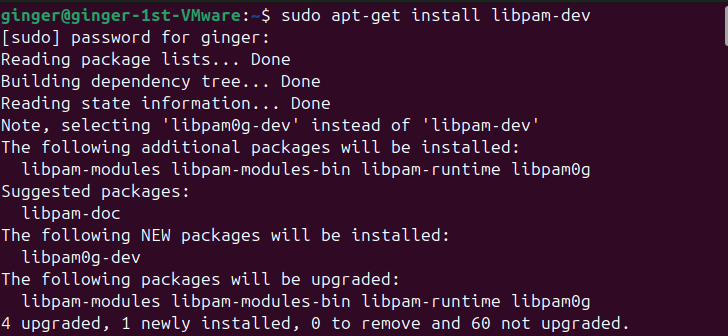 ginger@ginger-1st-VMware:~$ sudo apt-get install libpam-dev
[sudo] password for ginger:
Reading package lists... Done
Building dependency tree... Done
Reading state information... Done
Note, selecting 'libpam0g-dev' instead of 'libpam-dev'
The following additional packages will be installed:
  libpam-modules libpam-modules-bin libpam-runtime libpam0g
Suggested packages:
  libpam-doc
The following NEW packages will be installed:
  libpam0g-dev
The following packages will be upgraded:
  libpam-modules libpam-modules-bin libpam-runtime libpam0g
4 upgraded, 1 newly installed, 0 to remove and 60 not upgraded.